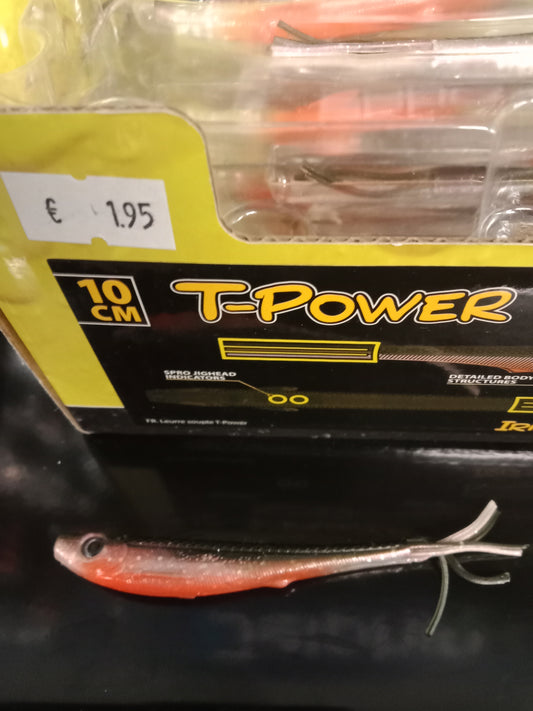 € 1.95
10
CM
T-POWER
SPRO JIGHEAD
INDICATORS
DETAILED BODY
STRUCTURES
FR. Leurre souple T-Power